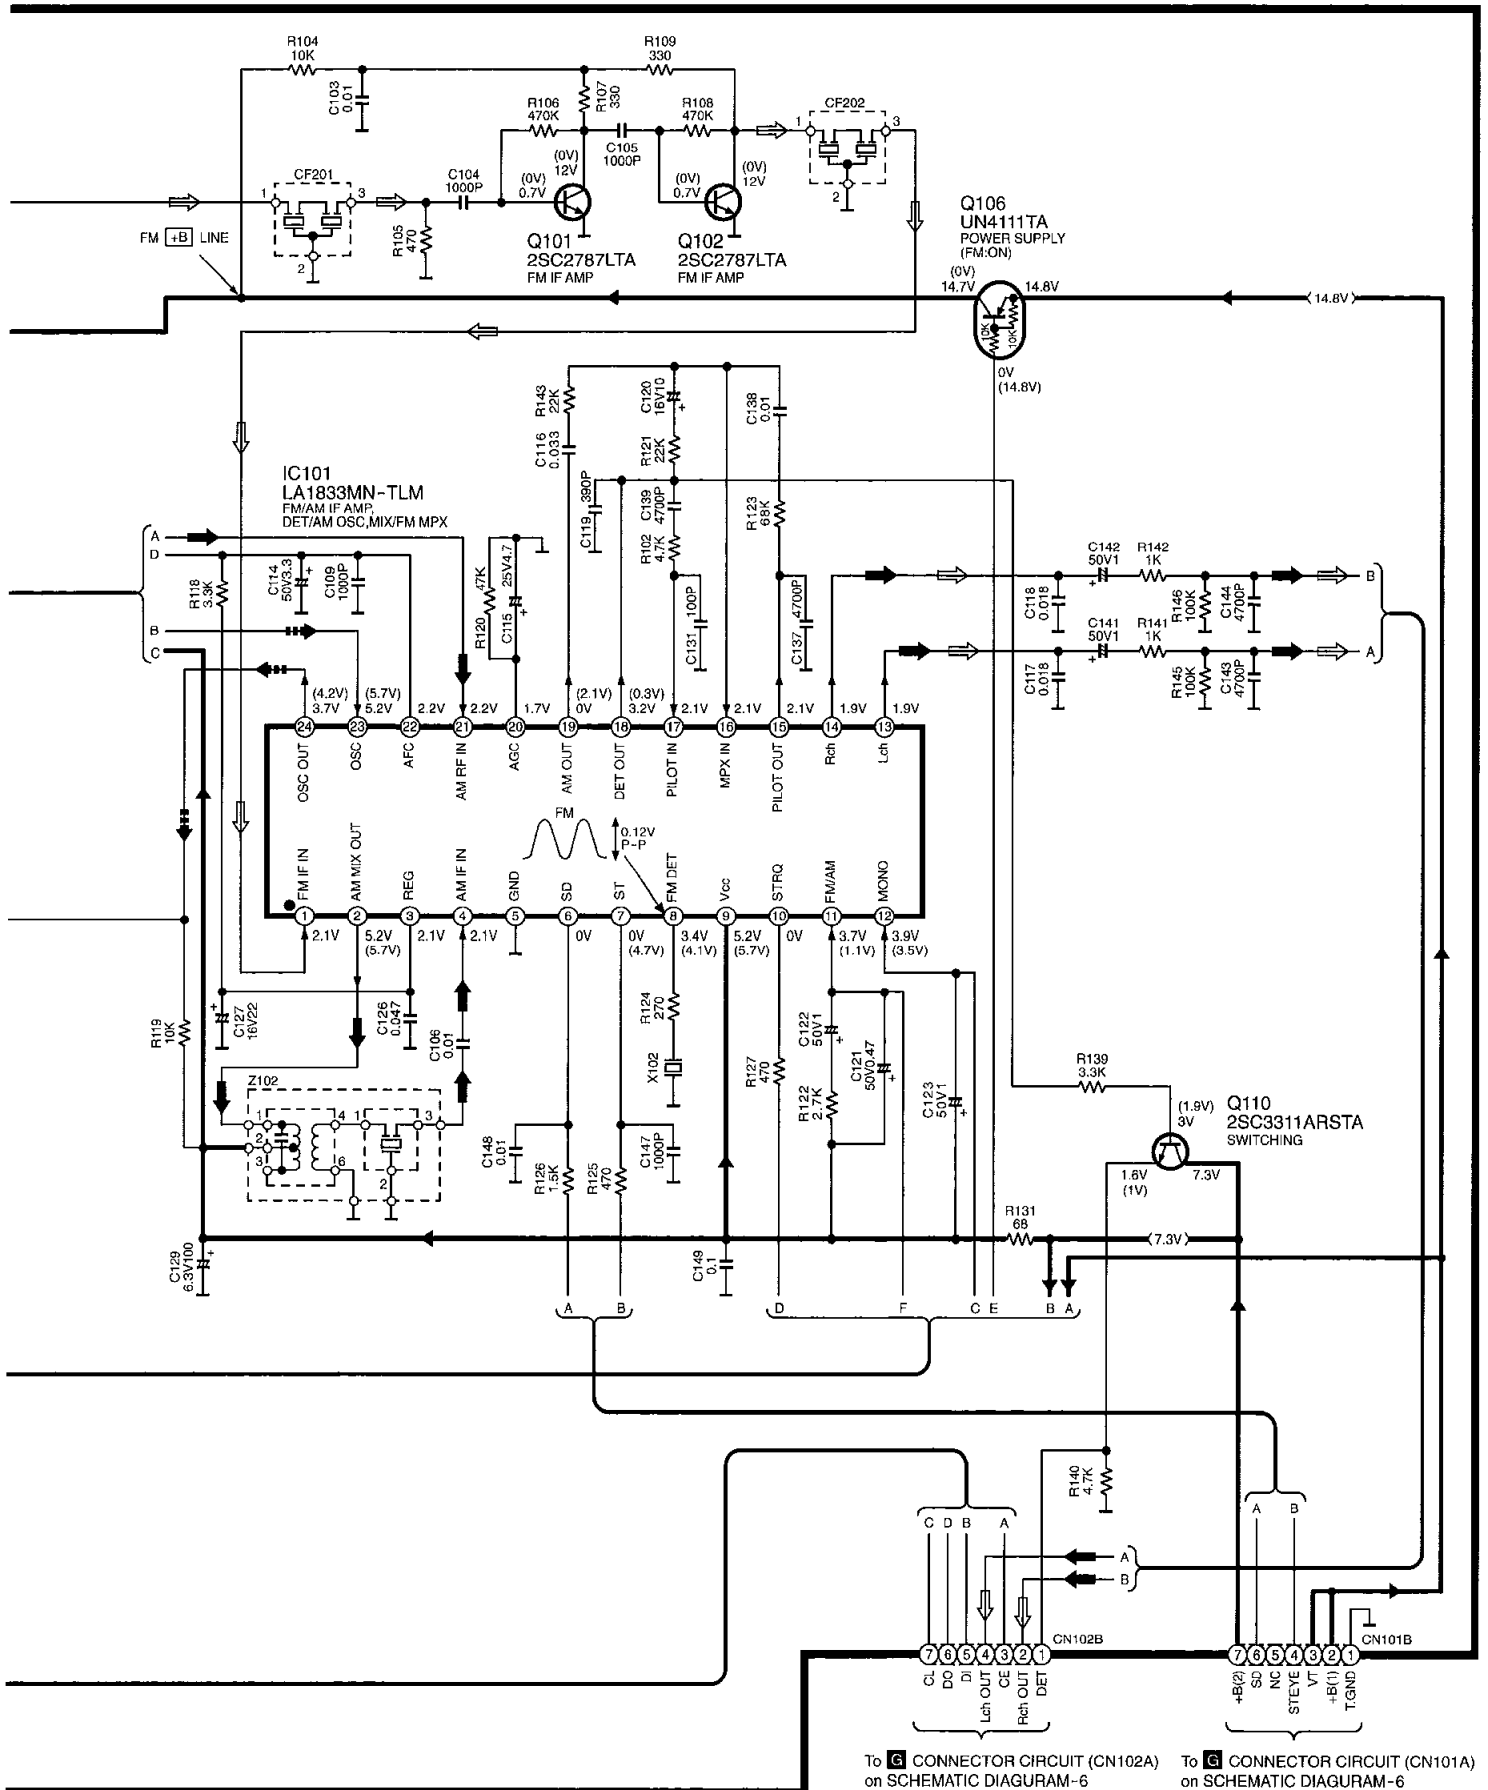 R104
10K
R109
330
C103
0.01
R107
330
R106
470K
R108
470K
CF202
1
3
2
C105
1000P
(0V)
12V
(0V)
12V
CF201
1
3
2
C104
1000P
(0V)
0.7V
(0V)
0.7V
R105
470
Q101
2SC2787LTA
FM IF AMP
Q102
2SC2787LTA
FM IF AMP
FM +B LINE
Q106
UN4111TA
POWER SUPPLY
(FM:ON)
(0V)
14.7V
14.8V
(14.8V)
10K
10K
0V
(14.8V)
R143
22K
C116
0.033
C120
16V10
R121
22K
C138
0.01
C119 390P
C139
4700P
R102
4.7K
R123
68K
IC101
LA1833MN-TLM
FM/AM IF AMP,
DET/AM OSC,MIX/FM MPX
A
D
B
C
R118
3.3K
C114
50V3.3
C109
1000P
R120 47K
C115 25V4.7
C131 100P
C137 4700P
C142
50V1
R142
1K
C118
0.018
R146
100K
C144
4700P
B
C141
50V1
R141
1K
C117
0.018
R145
100K
C143
4700P
A
(4.2V)
3.7V
(5.7V)
5.2V
2.2V
2.2V
1.7V
(2.1V)
0V
(0.3V)
3.2V
2.1V
2.1V
2.1V
1.9V
1.9V
24 23 22 21 20 19 18 17 16 15 14 13
OSC OUT
OSC
AFC
AM RF IN
AGC
AM OUT
DET OUT
PILOT IN
MPX IN
PILOT OUT
Rch
Lch
FM
0.12V
P-P
FM IF IN
AM MIX OUT
REG
AM IF IN
GND
SD
ST
FM DET
Vcc
STRQ
FM/AM
MONO
1 2 3 4 5 6 7 8 9 10 11 12
2.1V
5.2V
(5.7V)
2.1V
2.1V
0V
0V
(4.7V)
3.4V
(4.1V)
5.2V
(5.7V)
0V
3.7V
(1.1V)
3.9V
(3.5V)
R119
10K
C127
16V22
C126
0.047
C106
0.01
R124
270
X102
R127
470
C122
50V1
R122
2.7K
C121
50V0.47
C123
50V1
R139
3.3K
Q110
2SC3311ARSTA
SWITCHING
(1.9V)
3V
1.6V
(1V)
7.3V
Z102
1
2
3
4
6
1
3
2
C148
0.01
R126
1.5K
R125
470
C147
1000P
R131
68
(7.3V)
C129
6.3V100
C149
0.1
A B D F C E B A
R140
4.7K
C D B A
A
B
A B
CN102B
7 6 5 4 3 2 1
CL
DO
DI
Lch OUT
CE
Rch OUT
DET
CN101B
7 6 5 4 3 2 1
+B(2)
SD
NC
STEYE
VT
+B(1)
T.GND
To G CONNECTOR CIRCUIT (CN102A)
on SCHEMATIC DIAGURAM-6
To G CONNECTOR CIRCUIT (CN101A)
on SCHEMATIC DIAGURAM-6